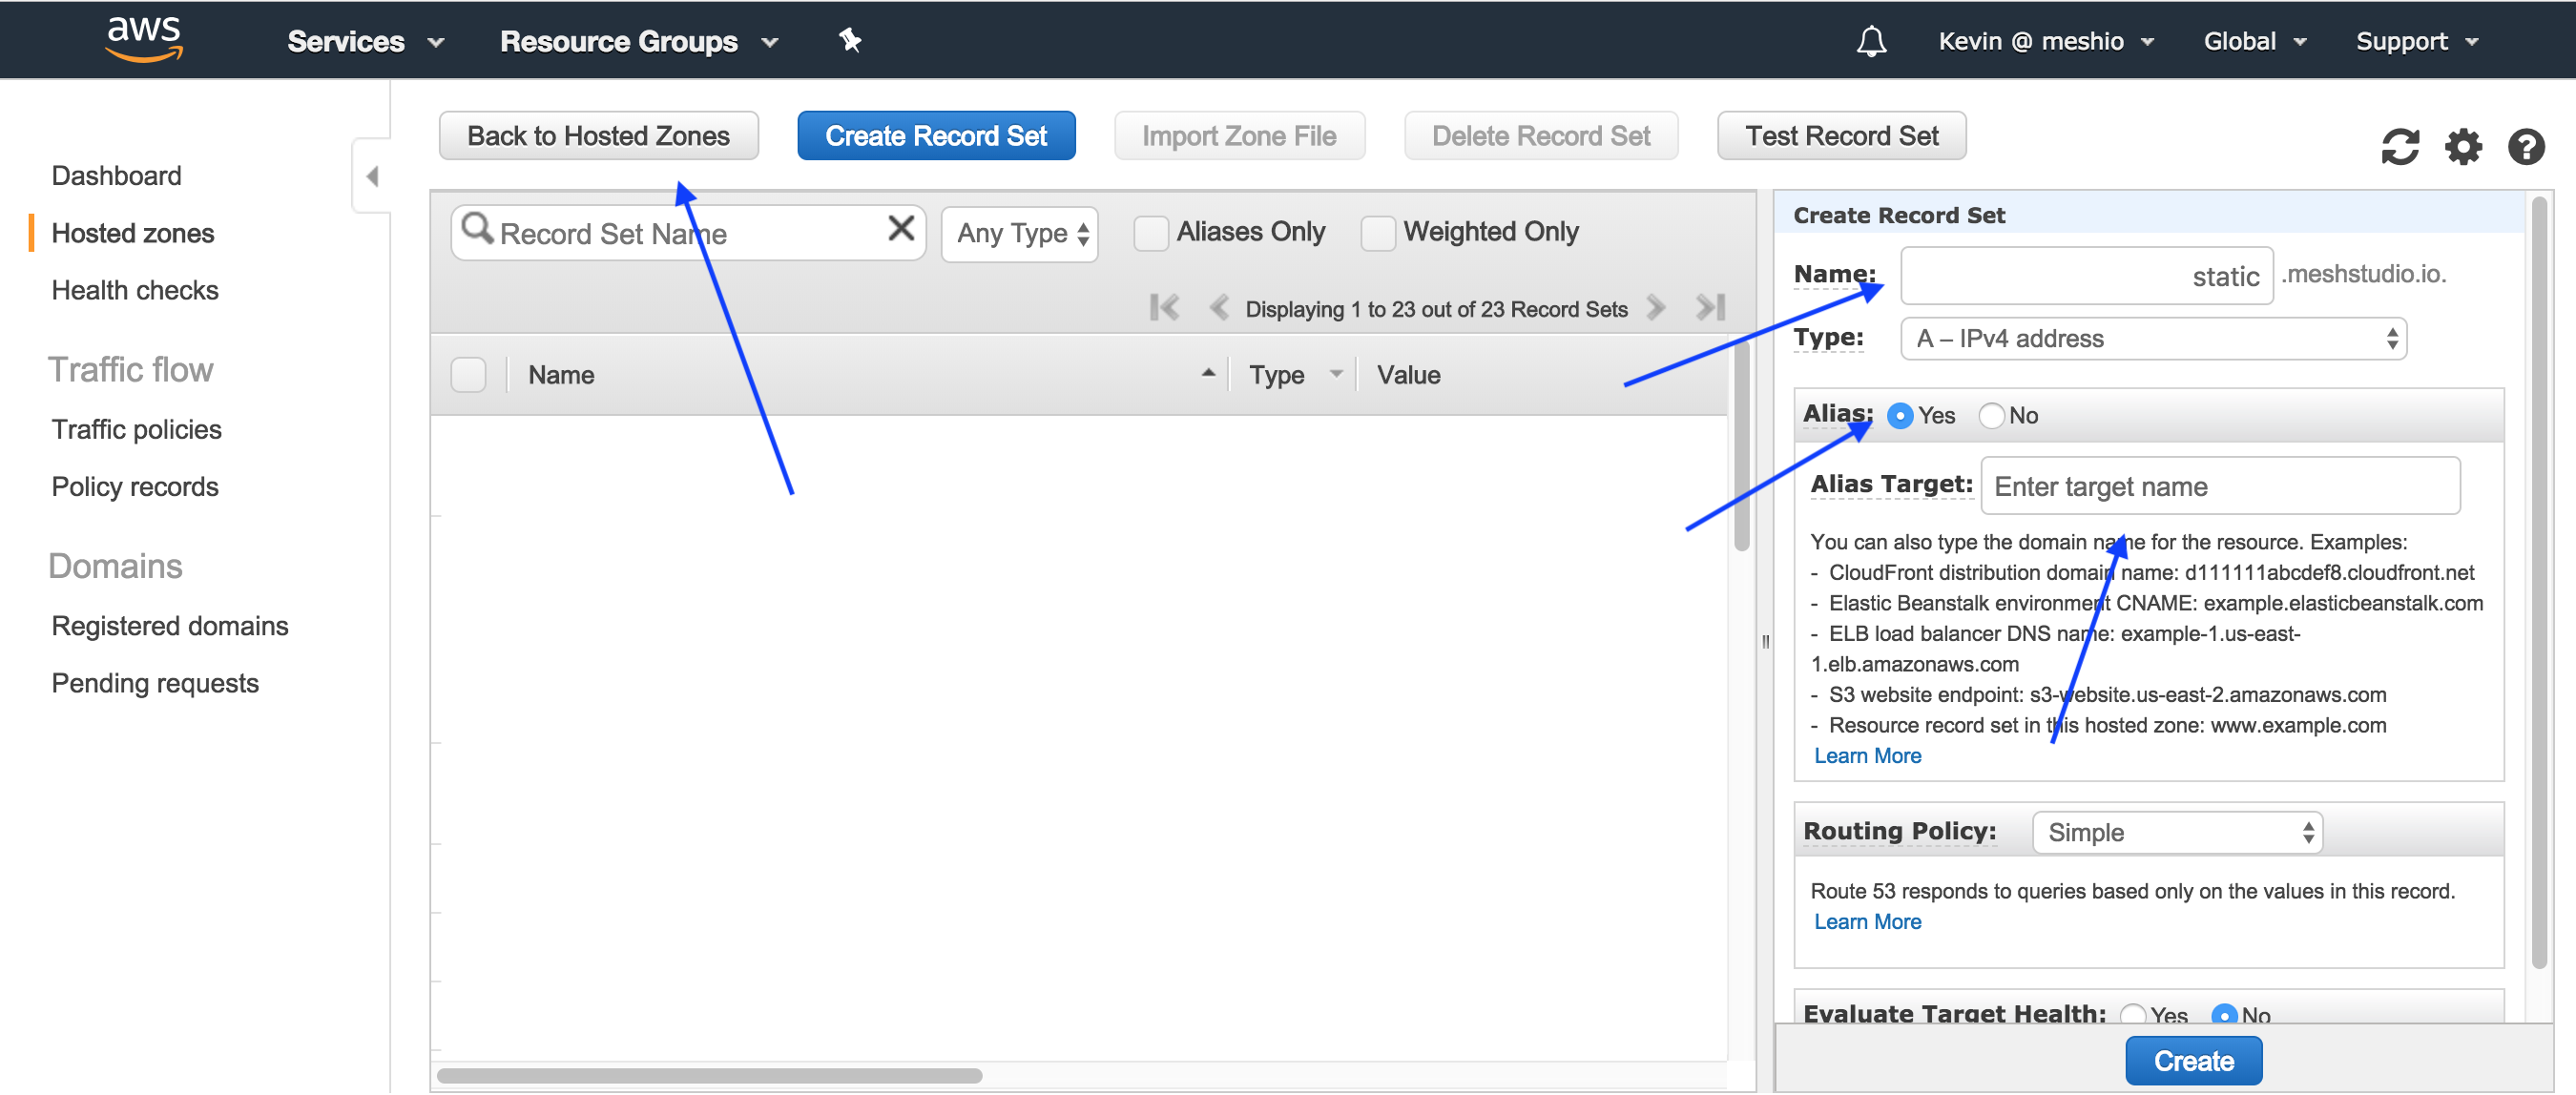 aws
Services
Resource Groups
Kevin @ meshio
Global
Support
Dashboard
Hosted zones
Health checks
Traffic flow
Traffic policies
Policy records
Domains
Registered domains
Pending requests
Back to Hosted Zones
Create Record Set
Import Zone File
Delete Record Set
Test Record Set
Record Set Name
Any Type
Aliases Only
Weighted Only
Displaying 1 to 23 out of 23 Record Sets
Name
Type
Value
Create Record Set
Name: static .meshstudio.io.
Type: A – IPv4 address
Alias: Yes No
Alias Target: Enter target name
You can also type the domain name for the resource. Examples:
- CloudFront distribution domain name: d111111abcdef8.cloudfront.net
- Elastic Beanstalk environment CNAME: example.elasticbeanstalk.com
- ELB load balancer DNS name: example-1.us-east-
1.elb.amazonaws.com
- S3 website endpoint: s3-website.us-east-2.amazonaws.com
- Resource record set in this hosted zone: www.example.com
Learn More
Routing Policy: Simple
Route 53 responds to queries based only on the values in this record.
Learn More
Evaluate Target Health: Yes No
Create